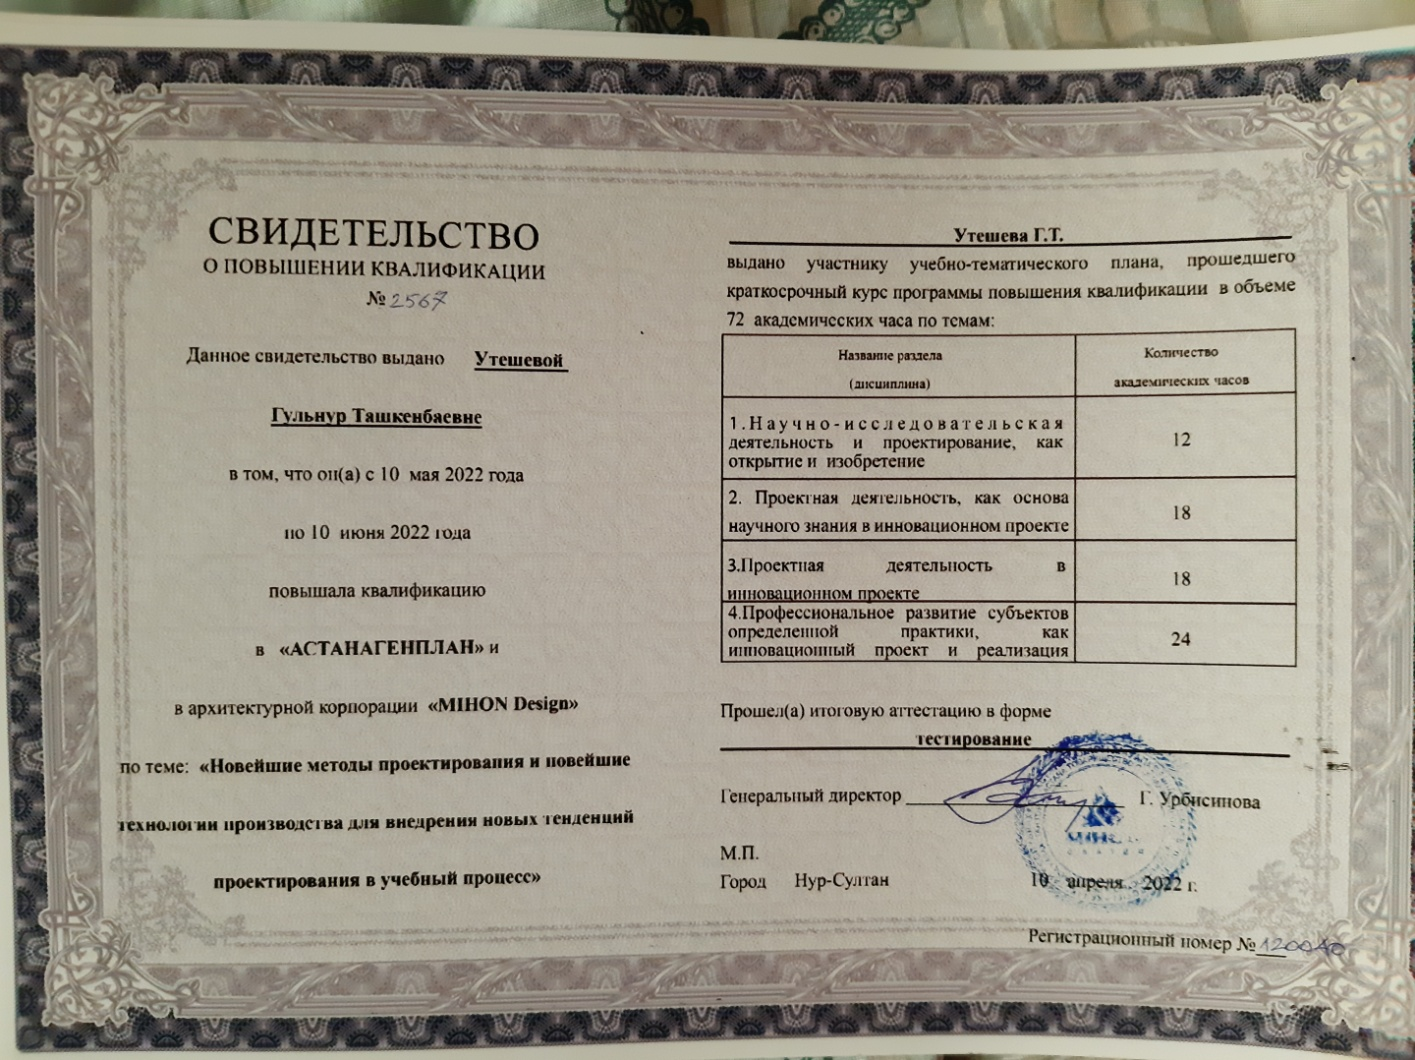 СВИДЕТЕЛЬСТВО
О ПОВЫШЕНИИ КВАЛИФИКАЦИИ
№ 2567
Данное свидетельство выдано Утешевой
Гульнур Ташкенбаевне
в том, что он(а) с 10 мая 2022 года
по 10 июня 2022 года
повышала квалификацию
в «АСТАНАГЕНПЛАН» и
в архитектурной корпорации «MIHON Design»
по теме: «Новейшие методы проектирования и новейшие
технологии производства для внедрения новых тенденций
проектирования в учебный процесс»
Утешева Г.Т.
выдано участнику учебно-тематического плана, прошедшего
краткосрочный курс программы повышения квалификации в объеме
72 академических часа по темам:
Название раздела
(дисциплина)
Количество
академических часов
1.Научно-исследовательская
деятельность и проектирование, как
открытие и изобретение
12
2. Проектная деятельность, как основа
научного знания в инновационном проекте
18
3.Проектная деятельность в
инновационном проекте
18
4.Профессиональное развитие субъектов
определенной практики, как
инновационный проект и реализация
24
Прошел(а) итоговую аттестацию в форме
тестирование
Генеральный директор Г. Урбисинова
М.П.
Город Нур-Султан 10 апреля 2022 г.
Регистрационный номер №